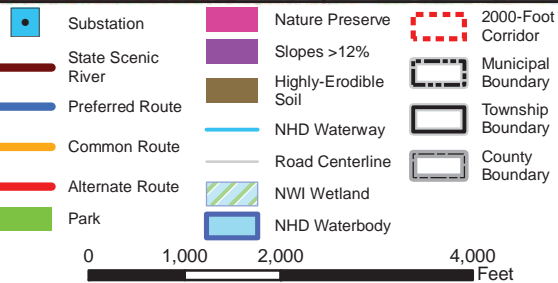 Substation
State Scenic
River
Preferred Route
Common Route
Alternate Route
Park
Nature Preserve
Slopes >12%
Highly-Erodible
Soil
NHD Waterway
Road Centerline
NWI Wetland
NHD Waterbody
2000-Foot
Corridor
Municipal
Boundary
Township
Boundary
County
Boundary
0 1,000 2,000 4,000
Feet